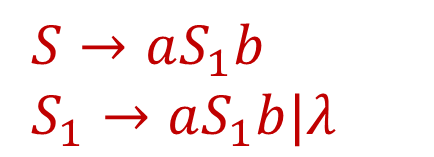 S → aS₁b
S₁ → aS₁b|λ